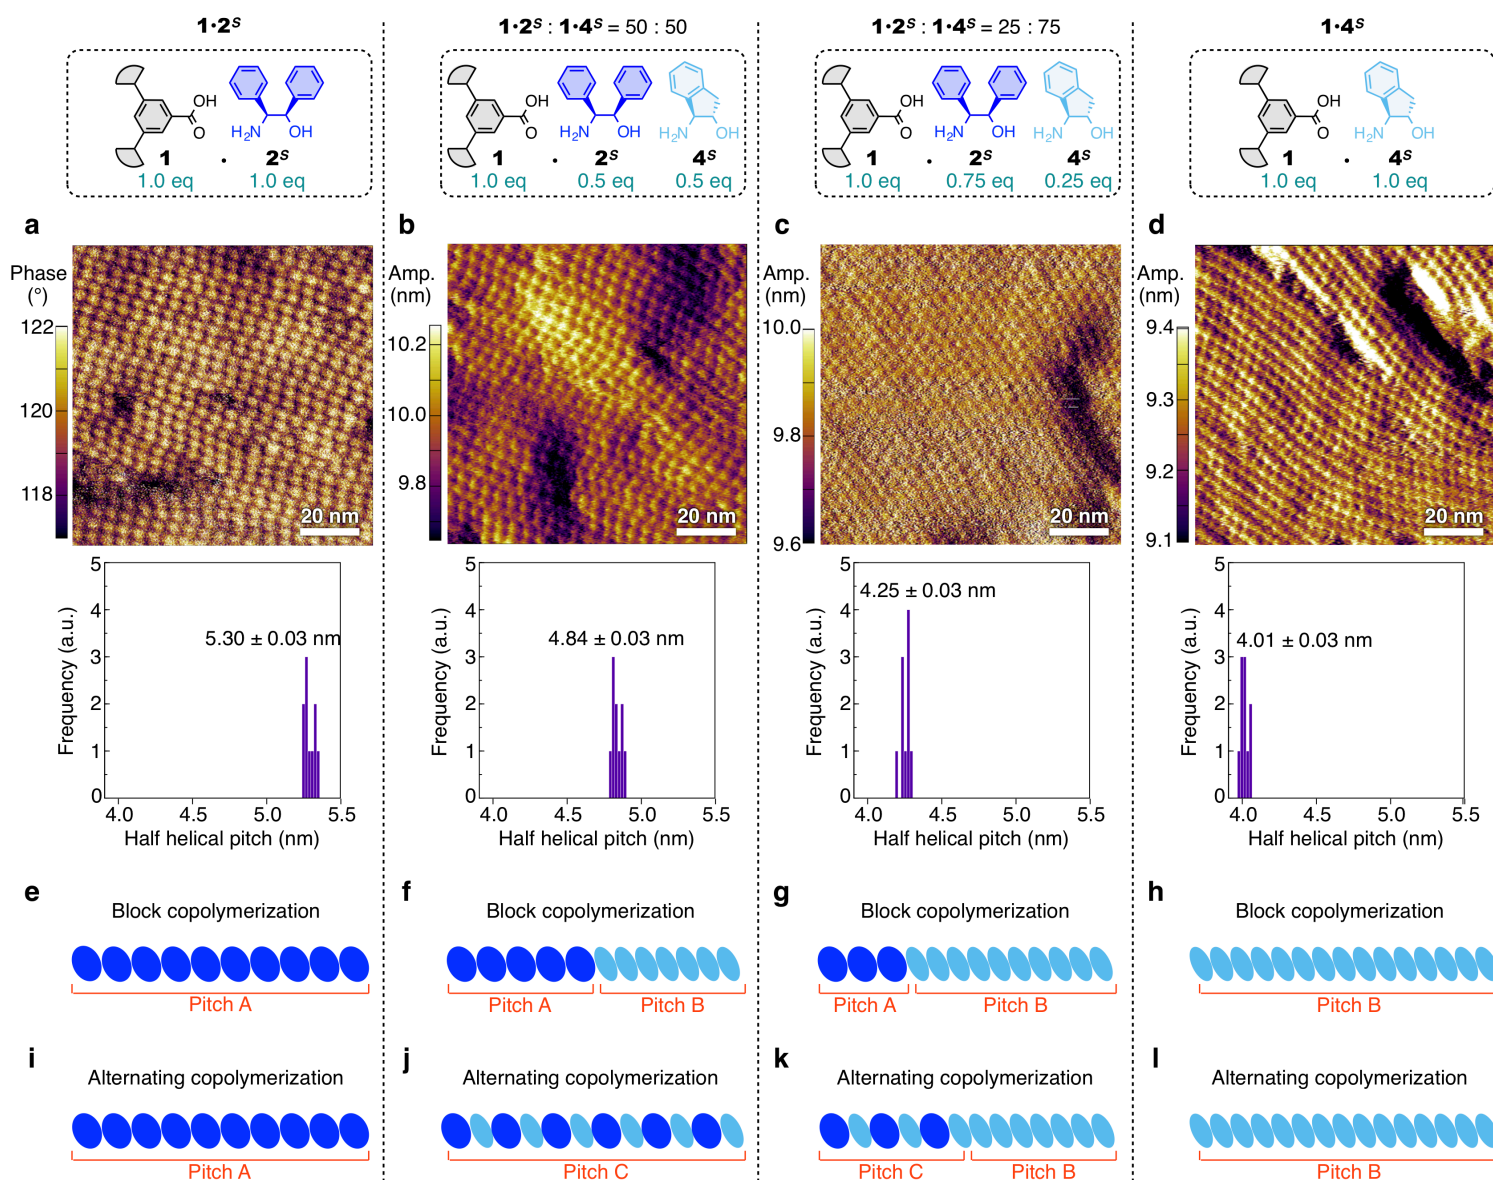 1·2ˢ
1·2ˢ : 1·4ˢ = 50 : 50
1·2ˢ : 1·4ˢ = 25 : 75
1·4ˢ
OH
O
H₂N
OH
1 · 2ˢ
1.0 eq 1.0 eq
OH
O
H₂N
OH
H₂N
OH
1 · 2ˢ 4ˢ
1.0 eq 0.5 eq 0.5 eq
OH
O
H₂N
OH
H₂N
OH
1 · 2ˢ 4ˢ
1.0 eq 0.75 eq 0.25 eq
OH
O
H₂N
OH
1 · 4ˢ
1.0 eq 1.0 eq
a
Phase
(°)
122
120
118
20 nm
b
Amp.
(nm)
10.2
10.0
9.8
20 nm
c
Amp.
(nm)
10.0
9.8
9.6
20 nm
d
Amp.
(nm)
9.4
9.3
9.2
9.1
20 nm
5
4
3
2
1
0
Frequency (a.u.)
5.30 ± 0.03 nm
4.0 4.5 5.0 5.5
Half helical pitch (nm)
5
4
3
2
1
0
Frequency (a.u.)
4.84 ± 0.03 nm
4.0 4.5 5.0 5.5
Half helical pitch (nm)
5
4
3
2
1
0
Frequency (a.u.)
4.25 ± 0.03 nm
4.0 4.5 5.0 5.5
Half helical pitch (nm)
5
4
3
2
1
0
Frequency (a.u.)
4.01 ± 0.03 nm
4.0 4.5 5.0 5.5
Half helical pitch (nm)
e
Block copolymerization
Pitch A
f
Block copolymerization
Pitch A Pitch B
g
Block copolymerization
Pitch A Pitch B
h
Block copolymerization
Pitch B
i
Alternating copolymerization
Pitch A
j
Alternating copolymerization
Pitch C
k
Alternating copolymerization
Pitch C Pitch B
l
Alternating copolymerization
Pitch B